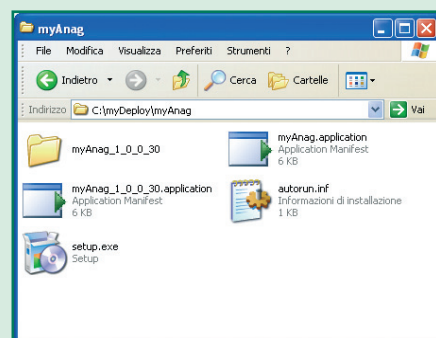 myAnag
File Modifica Visualizza Preferiti Strumenti ?
Indietro Cerca Cartelle
Indirizzo C:\myDeploy\myAnag Vai
myAnag_1_0_0_30
myAnag.application
Application Manifest
6 KB
myAnag_1_0_0_30.application
Application Manifest
6 KB
autorun.inf
Informazioni di installazione
1 KB
setup.exe
Setup